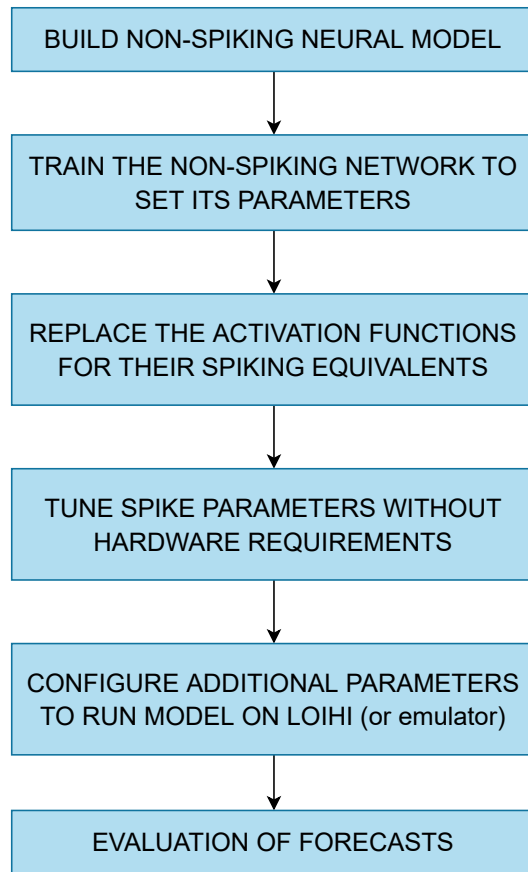 BUILD NON-SPIKING NEURAL MODEL
TRAIN THE NON-SPIKING NETWORK TO
SET ITS PARAMETERS
REPLACE THE ACTIVATION FUNCTIONS
FOR THEIR SPIKING EQUIVALENTS
TUNE SPIKE PARAMETERS WITHOUT
HARDWARE REQUIREMENTS
CONFIGURE ADDITIONAL PARAMETERS
TO RUN MODEL ON LOIHI (or emulator)
EVALUATION OF FORECASTS